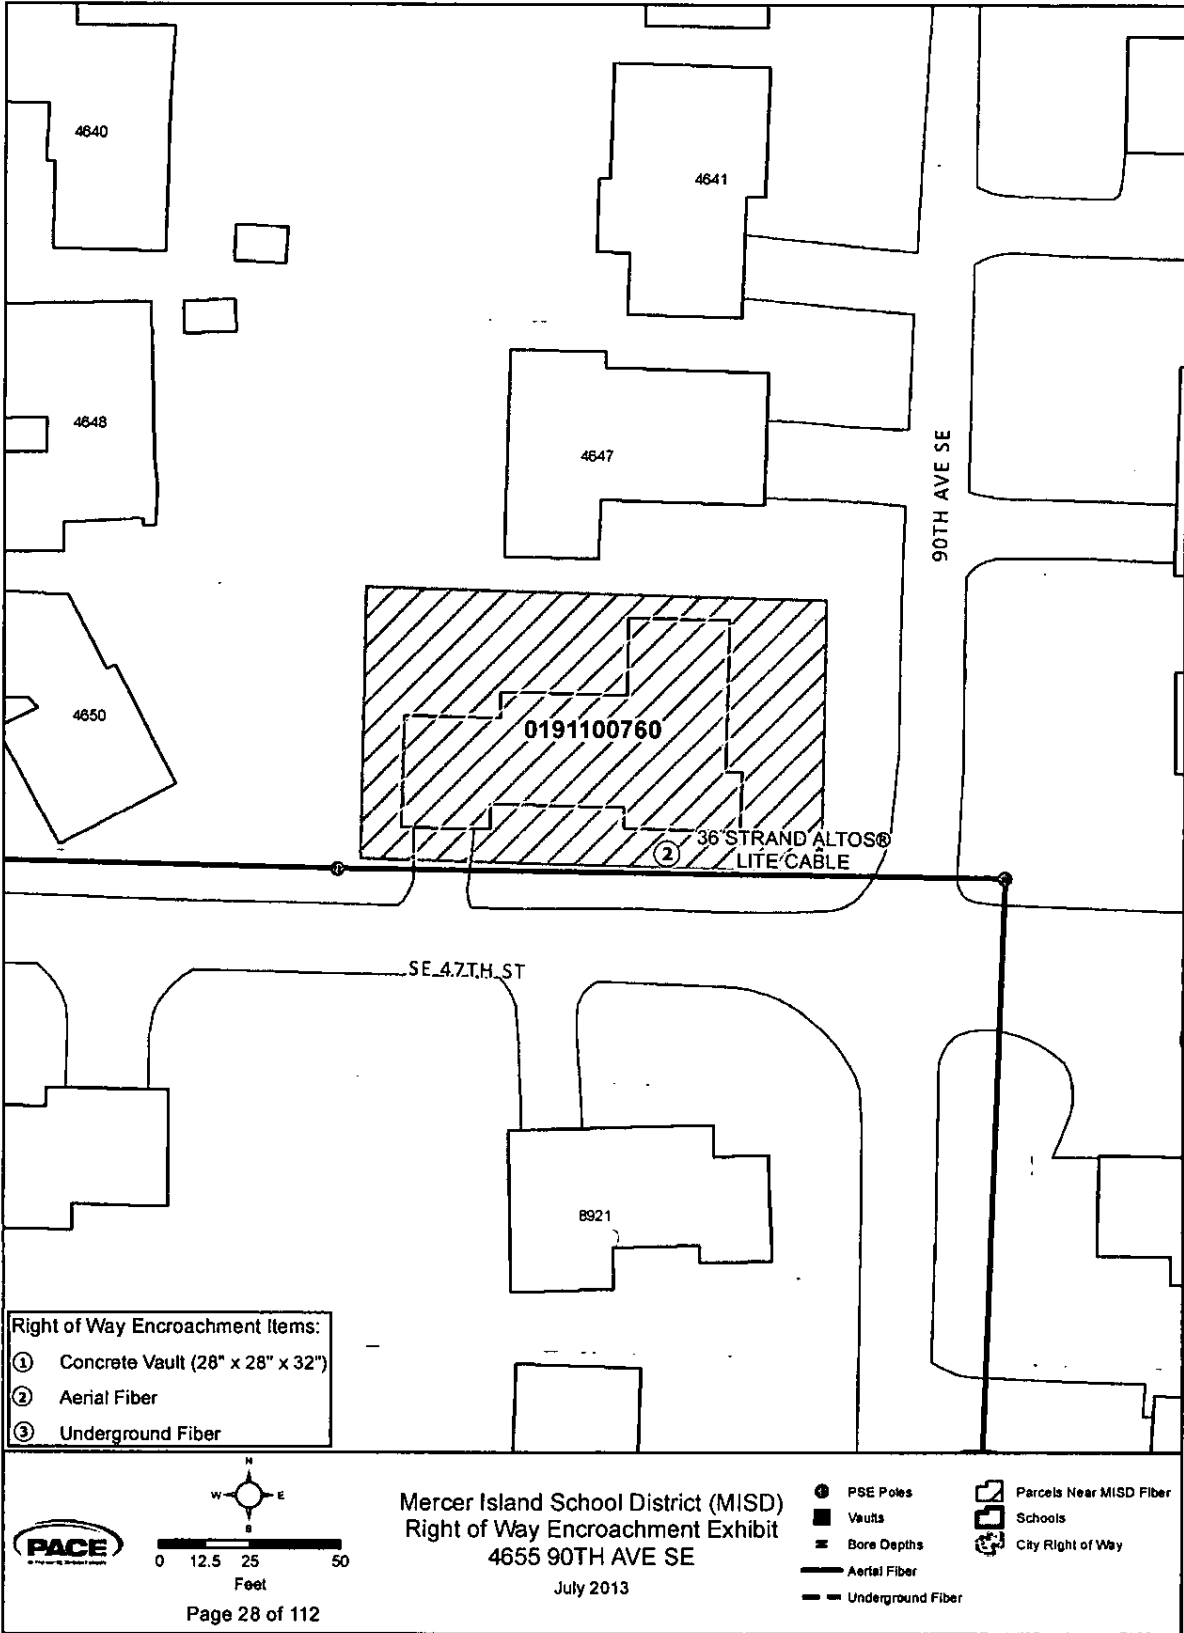 4640
4641
4648
4647
90TH AVE SE
4650
0191100760
2
36 STRAND ALTOS®
LITE CABLE
SE 47TH ST
8921
Right of Way Encroachment Items:
1 Concrete Vault (28" x 28" x 32")
2 Aerial Fiber
3 Underground Fiber
N
W E
S
PACE
0 12.5 25 50
Feet
Page 28 of 112
Mercer Island School District (MISD)
Right of Way Encroachment Exhibit
4655 90TH AVE SE
July 2013
PSE Poles
Vaults
Bore Depths
Aerial Fiber
Underground Fiber
Parcels Near MISD Fiber
Schools
City Right of Way